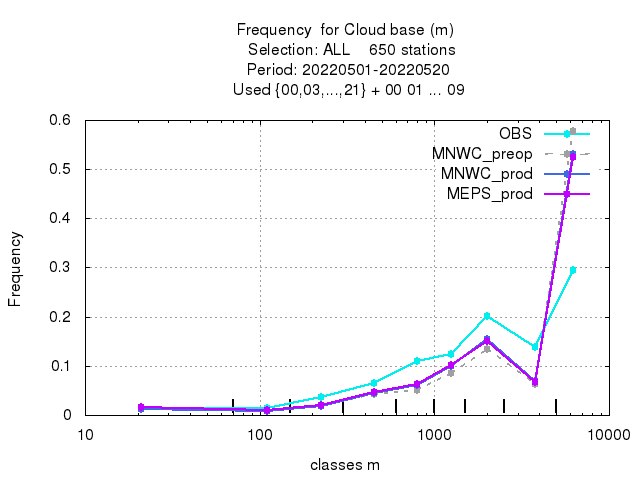 Frequency  for Cloud base (m)
Selection: ALL    650 stations
Period: 20220501-20220520
Used {00,03,...,21} + 00 01 ... 09
0.6
0.5
0.4
0.3
0.2
0.1
0
Frequency
OBS
MNWC_preop
MNWC_prod
MEPS_prod
10 100 1000 10000
classes m